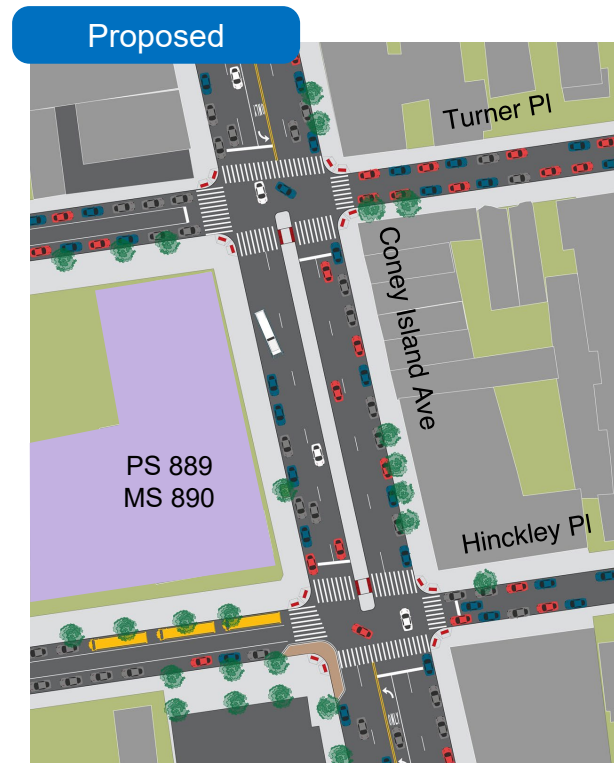 Proposed
Turner Pl
Coney Island Ave
PS 889
MS 890
Hinckley Pl